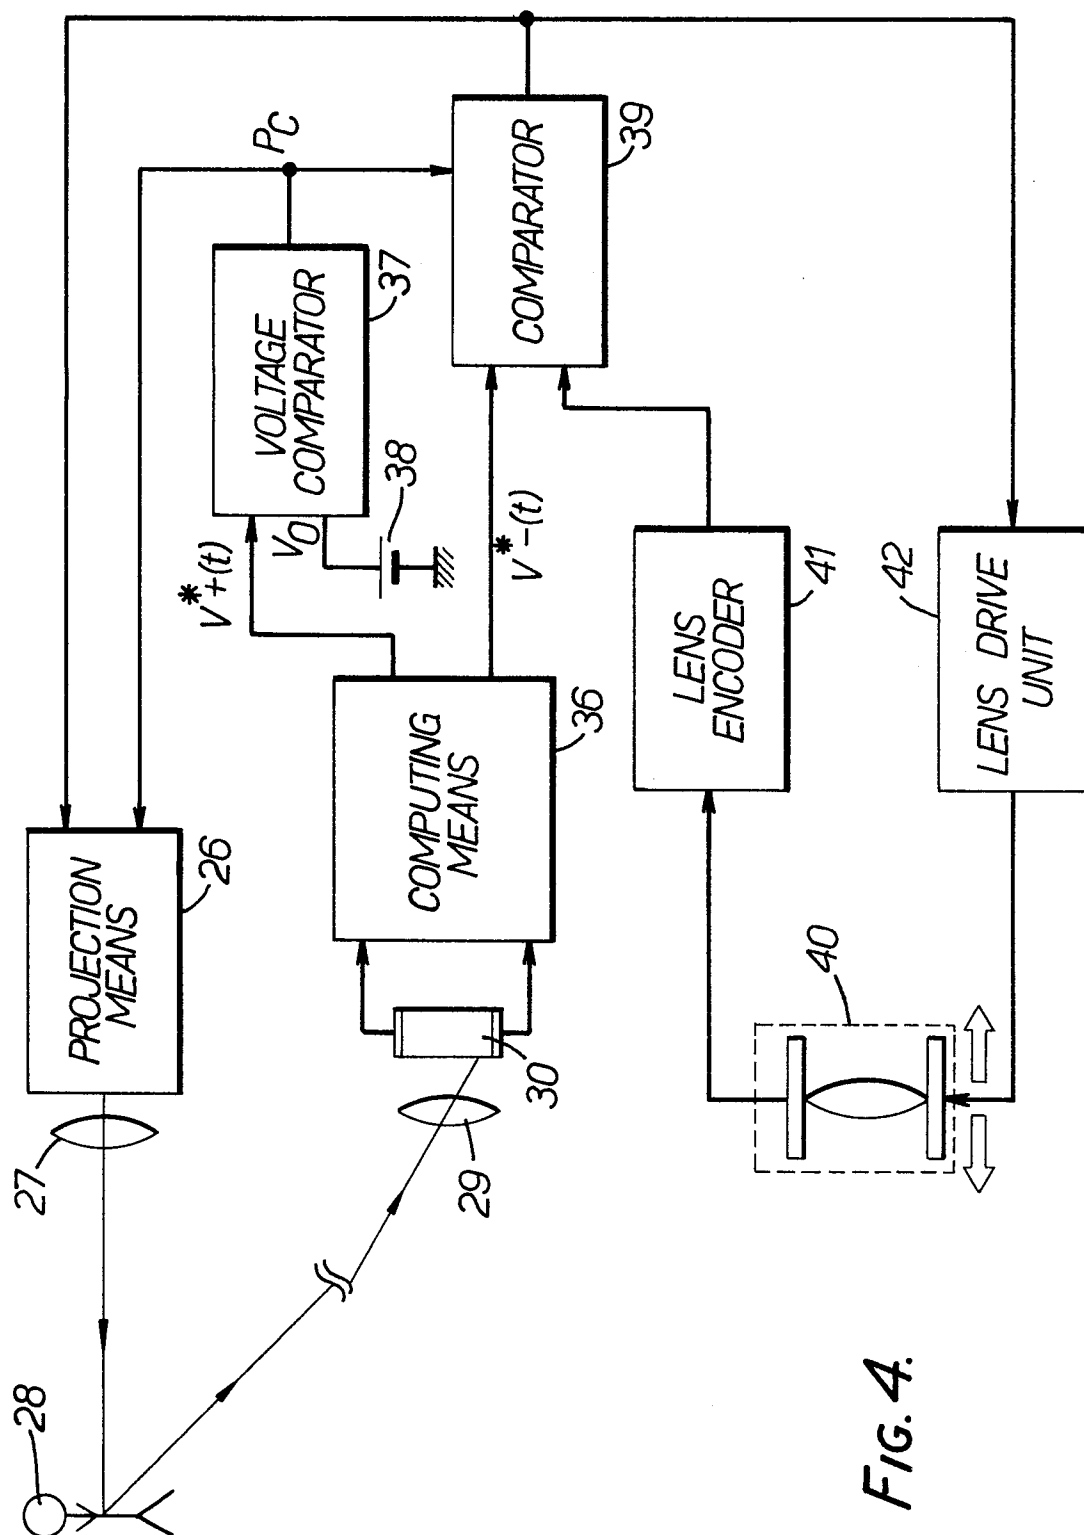 28
27
PROJECTION
MEANS
26
29
30
COMPUTING
MEANS
36
V*+(t)
V*-(t)
VO
38
VOLTAGE
COMPARATOR
37
PC
COMPARATOR
39
40
LENS
ENCODER
41
LENS DRIVE
UNIT
42
FIG. 4.